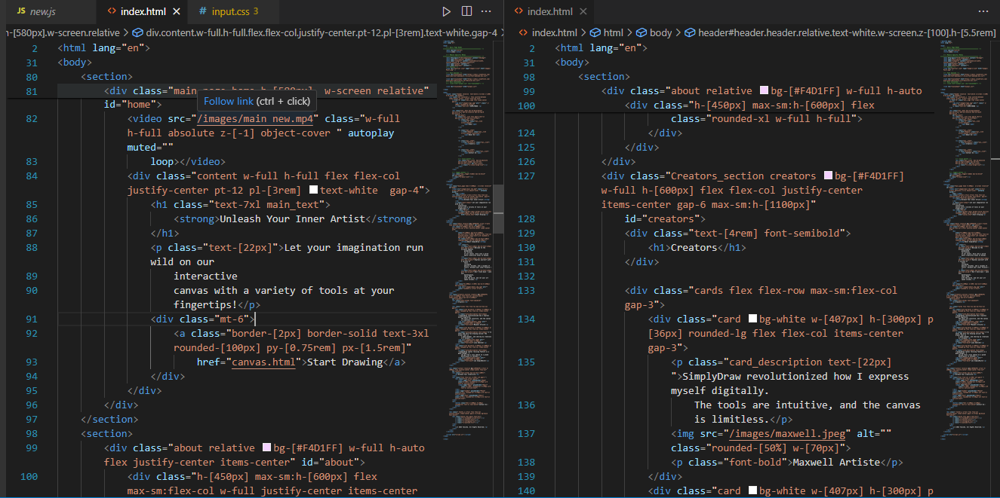 JS new.js
<> index.html
# input.css 3
<> index.html
n-[580px].w-screen.relative > div.content.w-full.h-full.flex.flex-col.justify-center.pt-12.pl-[3rem].text-white.gap-4 >
<> index.html > html > body > header#header.header.relative.text-white.w-screen.z-[100].h-[5.5rem]
2 <html lang="en">
31 <body>
80 <section>
81 <div class="main w-screen relative"
id="home">
Follow link (ctrl + click)
82 <video src="/images/main new.mp4" class="w-full
h-full absolute z-[-1] object-cover " autoplay
muted=""
83 loop></video>
84 <div class="content w-full h-full flex flex-col
justify-center pt-12 pl-[3rem] text-white gap-4">
85 <h1 class="text-7xl main_text">
86 <strong>Unleash Your Inner Artist</strong>
87 </h1>
88 <p class="text-[22px]">Let your imagination run
wild on our
89 interactive
90 canvas with a variety of tools at your
fingertips!</p>
91 <div class="mt-6">
92 <a class="border-[2px] border-solid text-3xl
rounded-[100px] py-[0.75rem] px-[1.5rem]"
93 href="canvas.html">Start Drawing</a>
94 </div>
95 </div>
96 </div>
97 </section>
98 <section>
99 <div class="about relative bg-[#F4D1FF] w-full h-auto
flex justify-center items-center" id="about">
100 <div class="h-[450px] max-sm:h-[600px] flex
max-sm:flex-col w-full justify-center items-center
2 <html lang="en">
31 <body>
98 <section>
99 <div class="about relative bg-[#F4D1FF] w-full h-auto
100 <div class="h-[450px] max-sm:h-[600px] flex
class="rounded-xl w-full h-full">
124 </div>
125 </div>
126 </div>
127 <div class="Creators_section creators bg-[#F4D1FF]
w-full h-[600px] flex flex-col justify-center
items-center gap-6 max-sm:h-[1100px]"
128 id="creators">
129 <div class="text-[4rem] font-semibold">
130 <h1>Creators</h1>
131 </div>
132
133 <div class="cards flex flex-row max-sm:flex-col
gap-3">
134 <div class="card bg-white w-[407px] h-[300px] p
[36px] rounded-lg flex flex-col items-center
gap-3">
135 <p class="card_description text-[22px]
">SimplyDraw revolutionized how I express
myself digitally.
136 The tools are intuitive, and the canvas
is limitless.</p>
137 <img src="/images/maxwell.jpeg" alt=""
class="rounded-[50%] w-[70px]">
138 <p class="font-bold">Maxwell Artiste</p>
139 </div>
140 <div class="card bg-white w-[407px] h-[300px] p